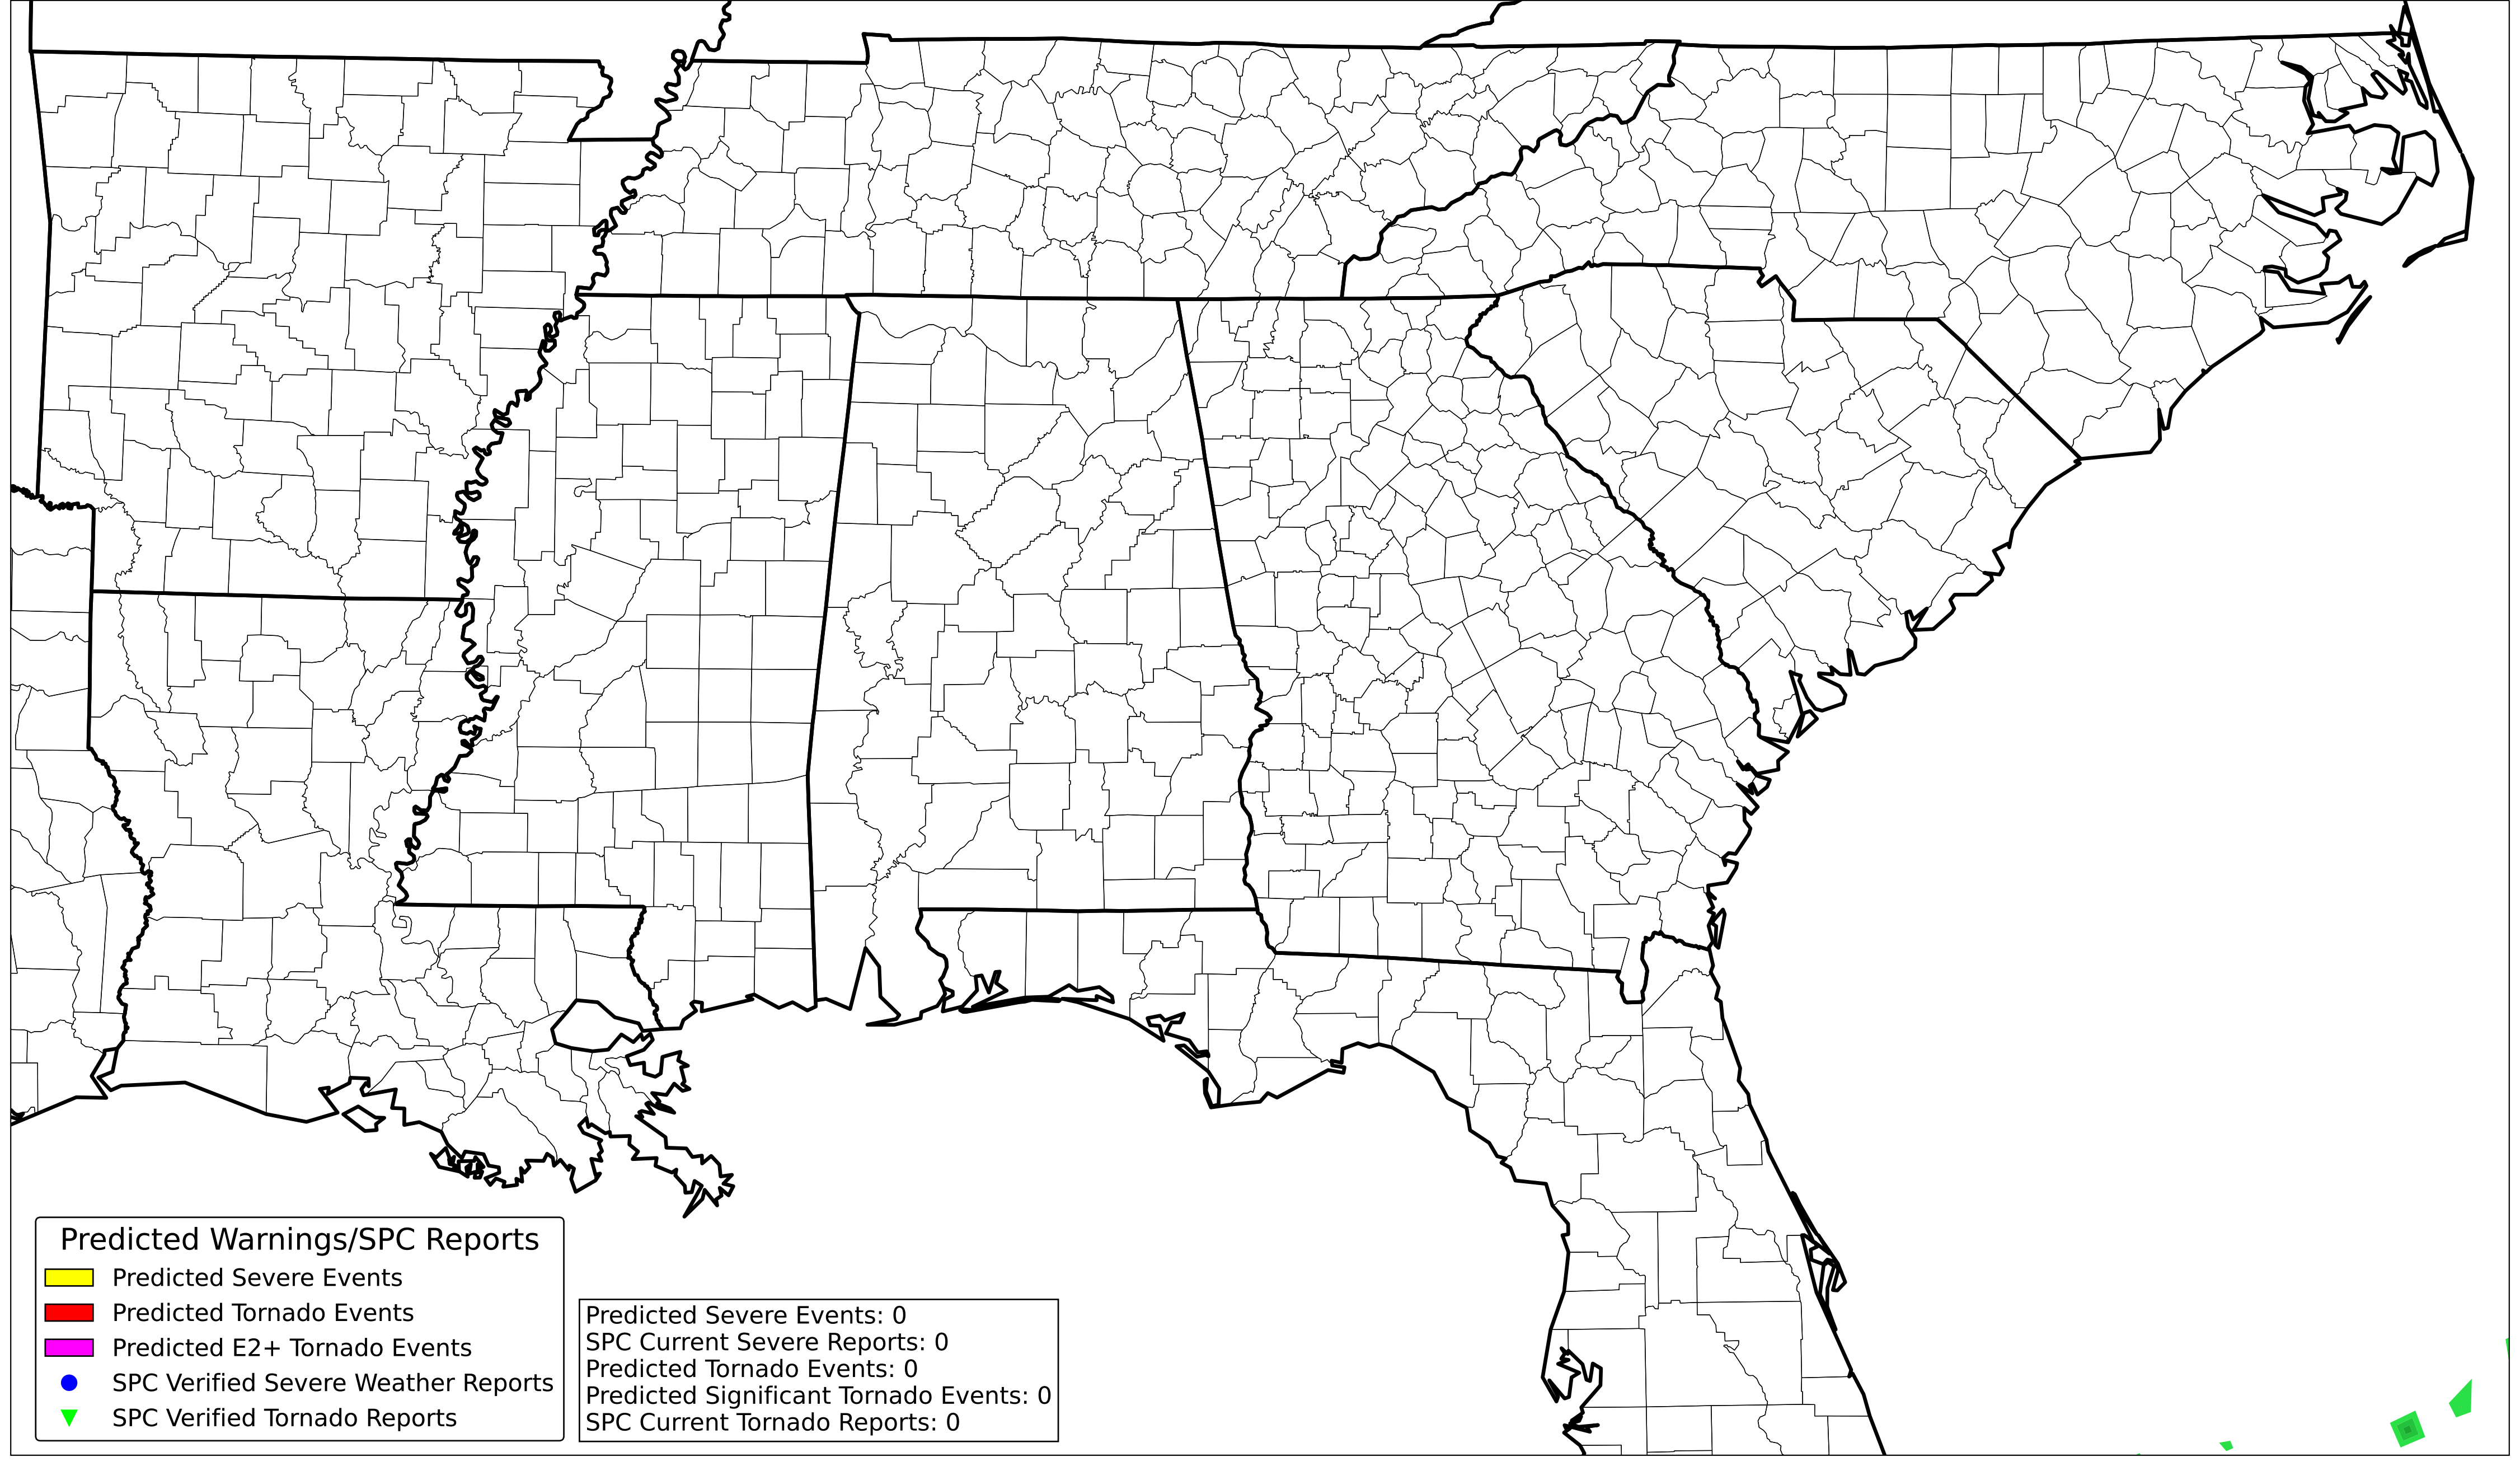 Predicted Warnings/SPC Reports
Predicted Severe Events
Predicted Tornado Events
Predicted E2+ Tornado Events
SPC Verified Severe Weather Reports
SPC Verified Tornado Reports
Predicted Severe Events: 0
SPC Current Severe Reports: 0
Predicted Tornado Events: 0
Predicted Significant Tornado Events: 0
SPC Current Tornado Reports: 0